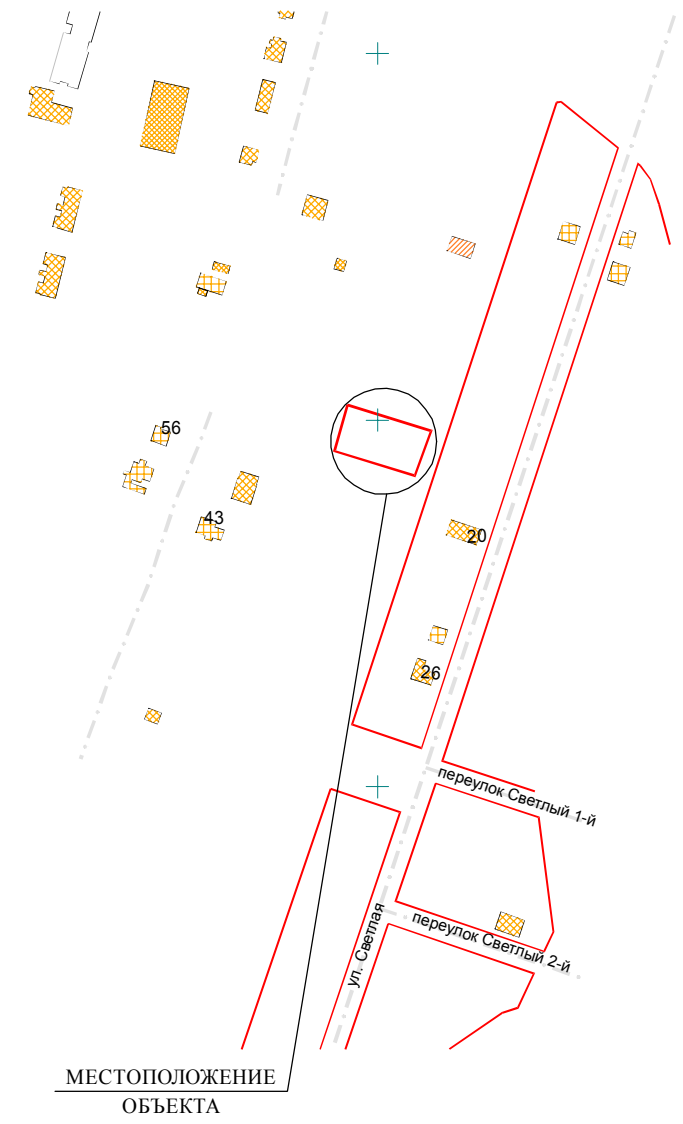 56
43
20
26
переулок Светлый 1-й
ул. Светлая
переулок Светлый 2-й
МЕСТОПОЛОЖЕНИЕ
ОБЪЕКТА